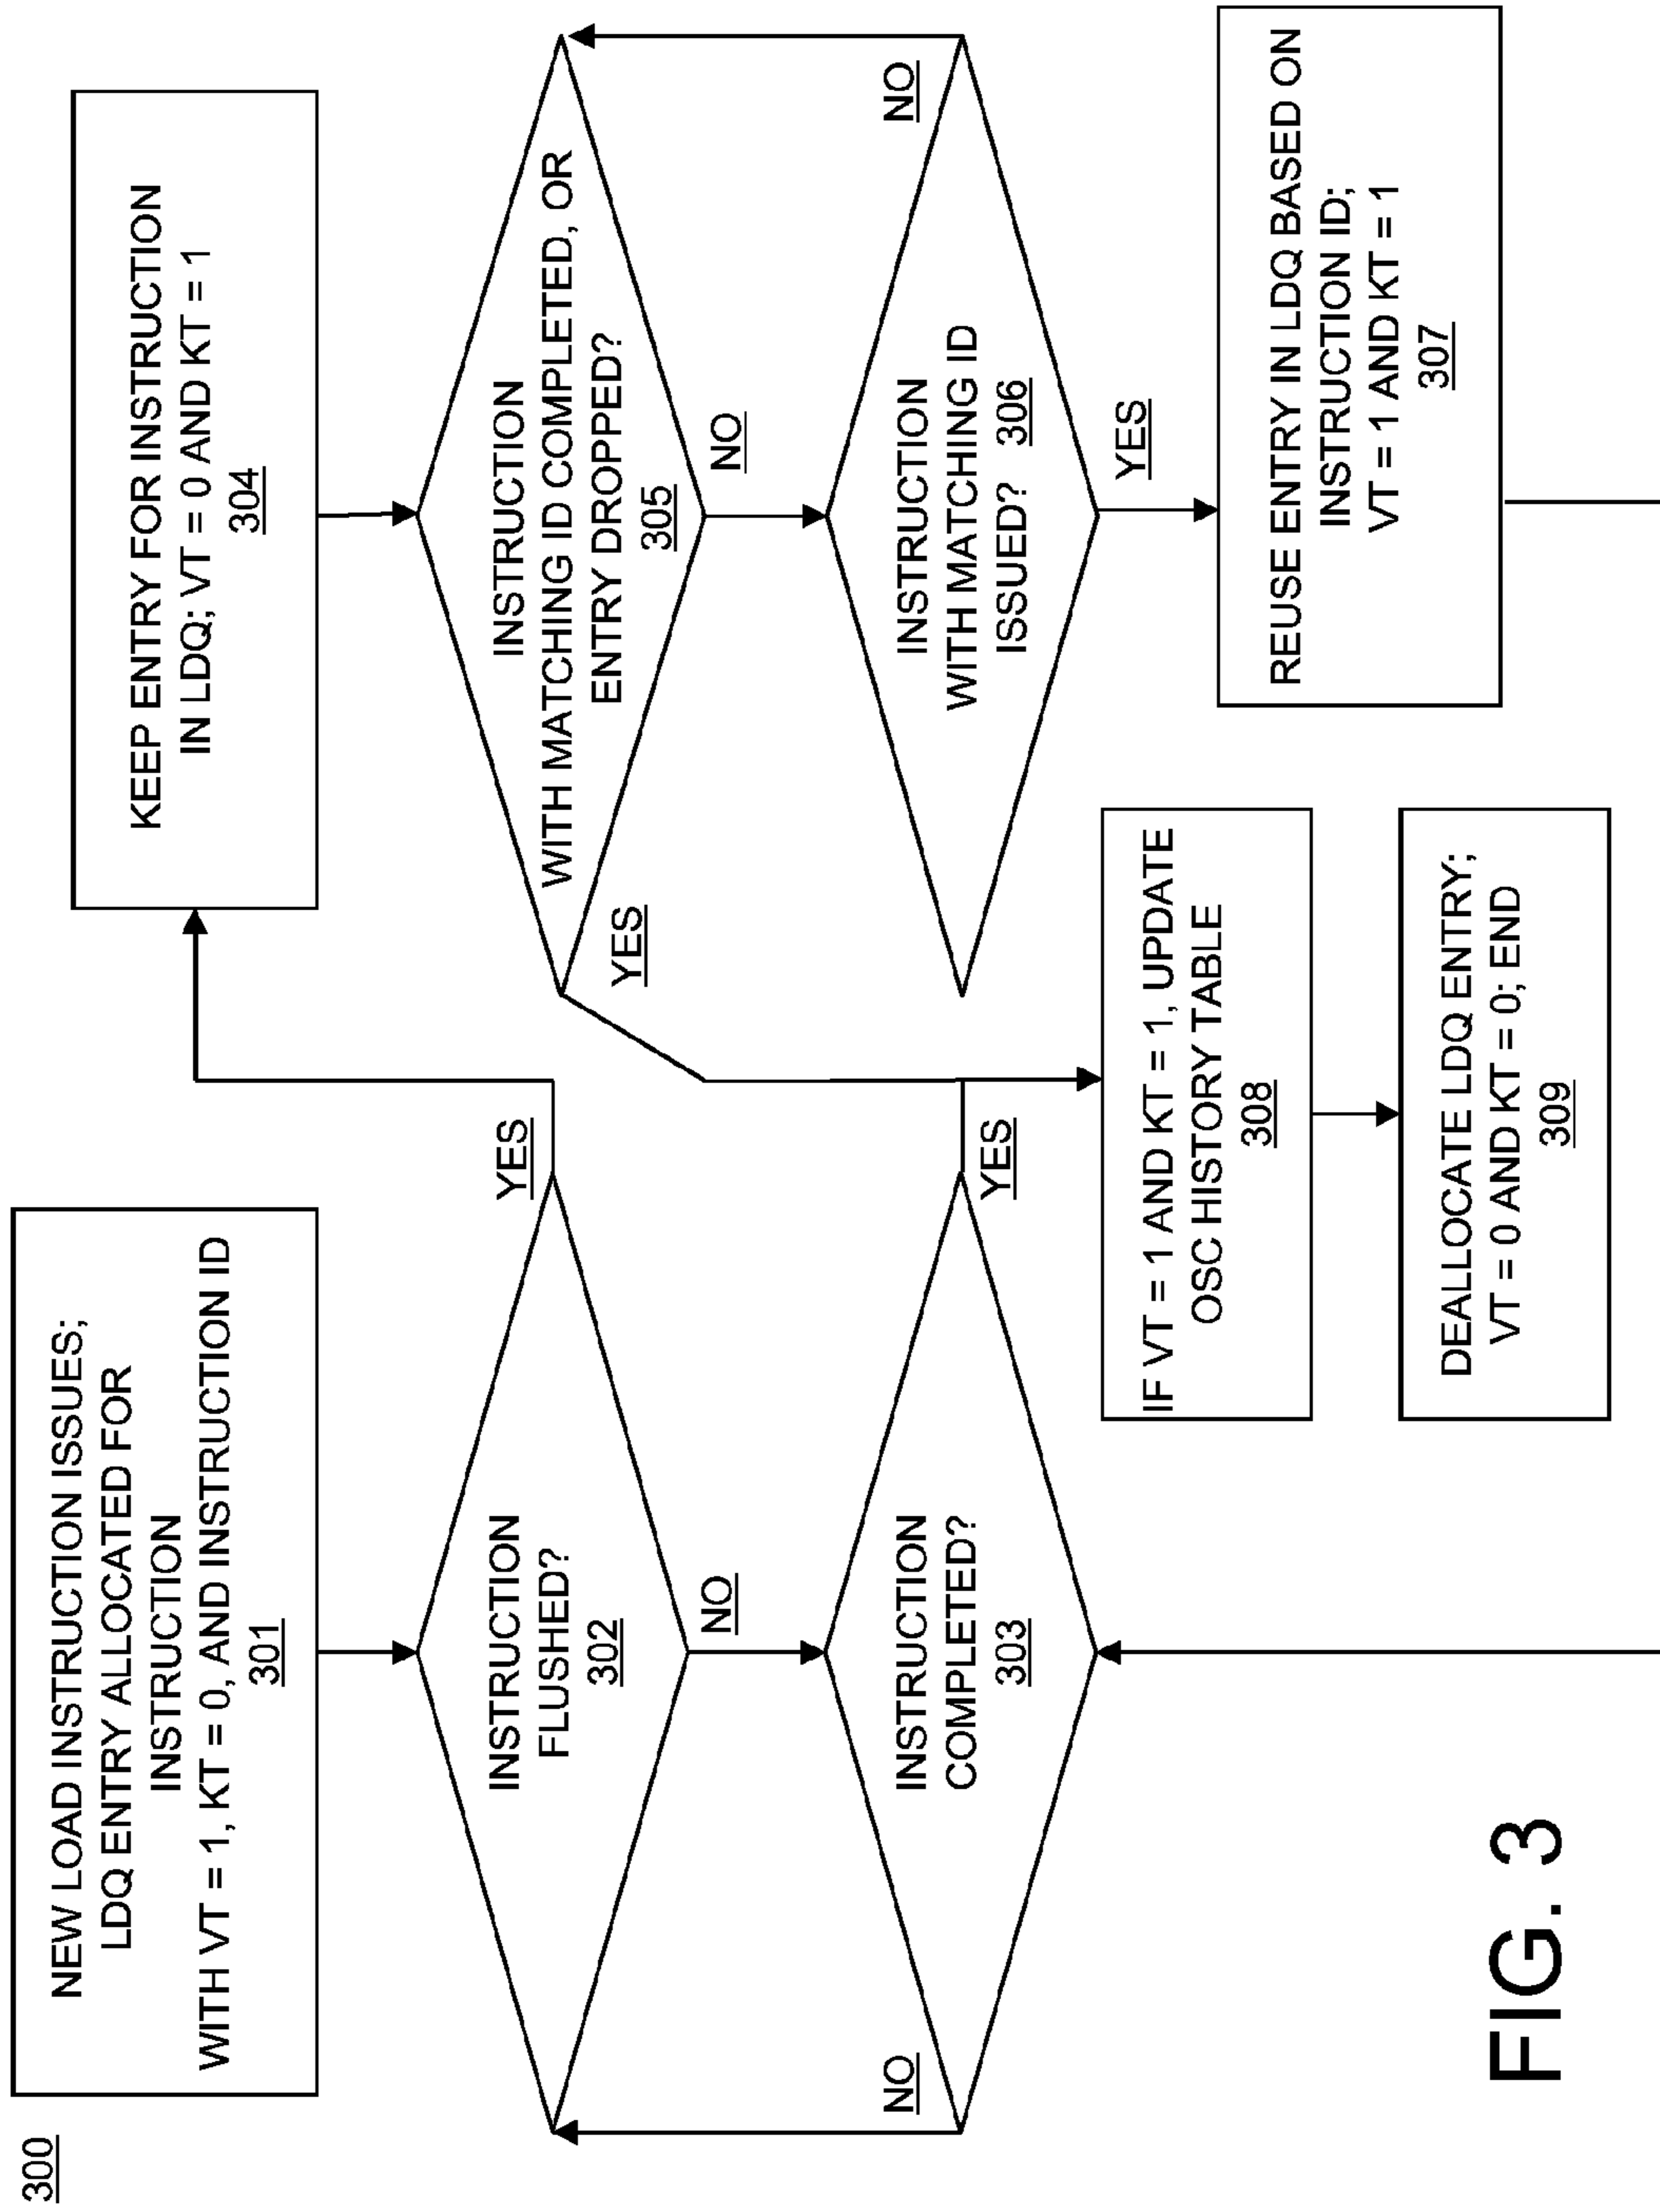 300
NEW LOAD INSTRUCTION ISSUES;
LDQ ENTRY ALLOCATED FOR
INSTRUCTION
WITH VT = 1, KT = 0, AND INSTRUCTION ID
301
INSTRUCTION
FLUSHED?
302
YES
NO
INSTRUCTION
COMPLETED?
303
NO
YES
KEEP ENTRY FOR INSTRUCTION
IN LDQ; VT = 0 AND KT = 1
304
INSTRUCTION
WITH MATCHING ID COMPLETED, OR
ENTRY DROPPED?
305
YES
NO
INSTRUCTION
WITH MATCHING ID
ISSUED? 306
NO
YES
REUSE ENTRY IN LDQ BASED ON
INSTRUCTION ID;
VT = 1 AND KT = 1
307
IF VT = 1 AND KT = 1, UPDATE
OSC HISTORY TABLE
308
DEALLOCATE LDQ ENTRY;
VT = 0 AND KT = 0; END
309
FIG. 3